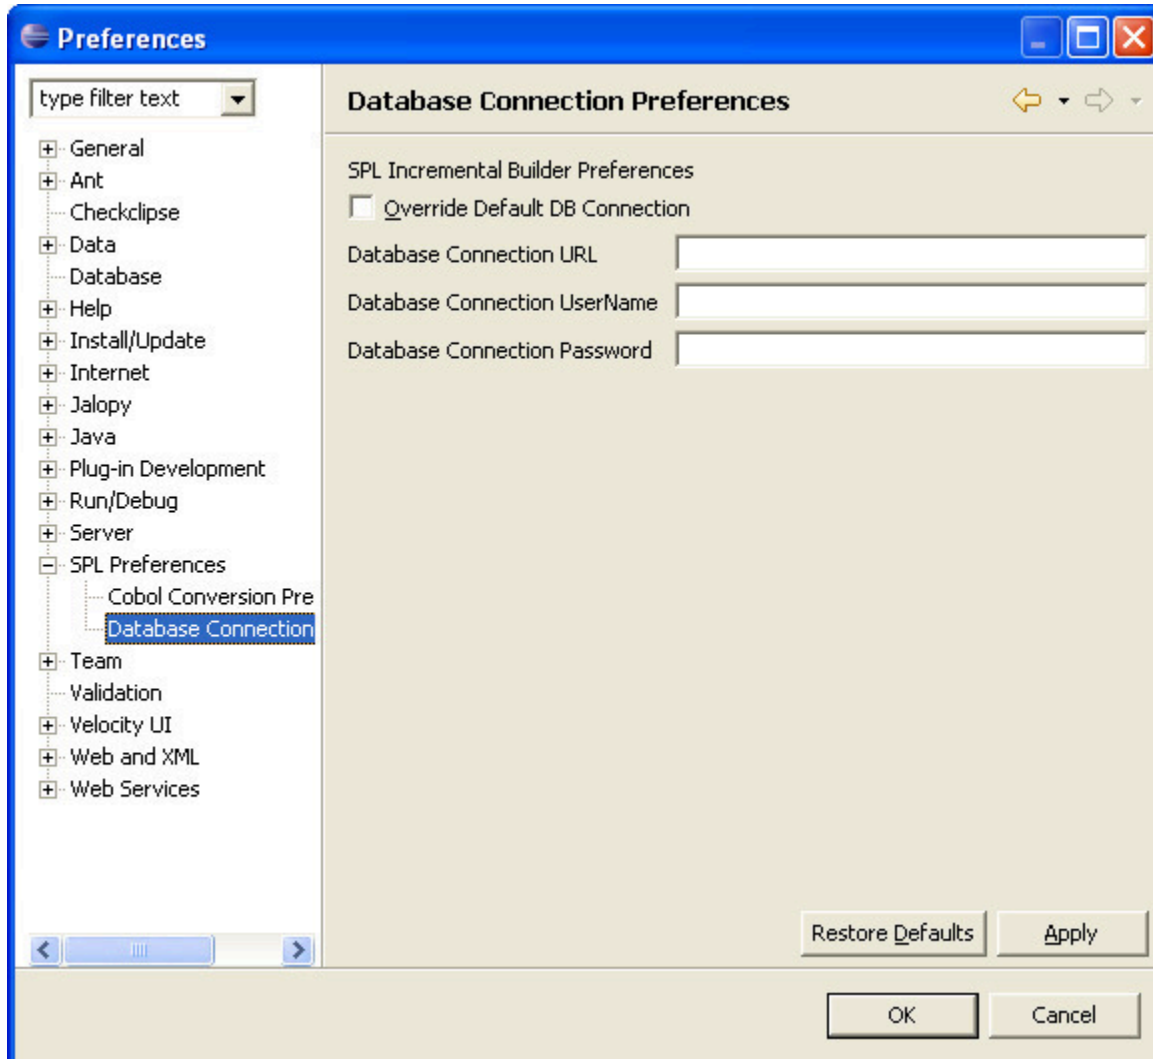 Preferences
type filter text
General
Ant
Checkclipse
Data
Database
Help
Install/Update
Internet
Jalopy
Java
Plug-in Development
Run/Debug
Server
SPL Preferences
Cobol Conversion Pre
Database Connection
Team
Validation
Velocity UI
Web and XML
Web Services
Database Connection Preferences
SPL Incremental Builder Preferences
Override Default DB Connection
Database Connection URL
Database Connection UserName
Database Connection Password
Restore Defaults
Apply
OK
Cancel